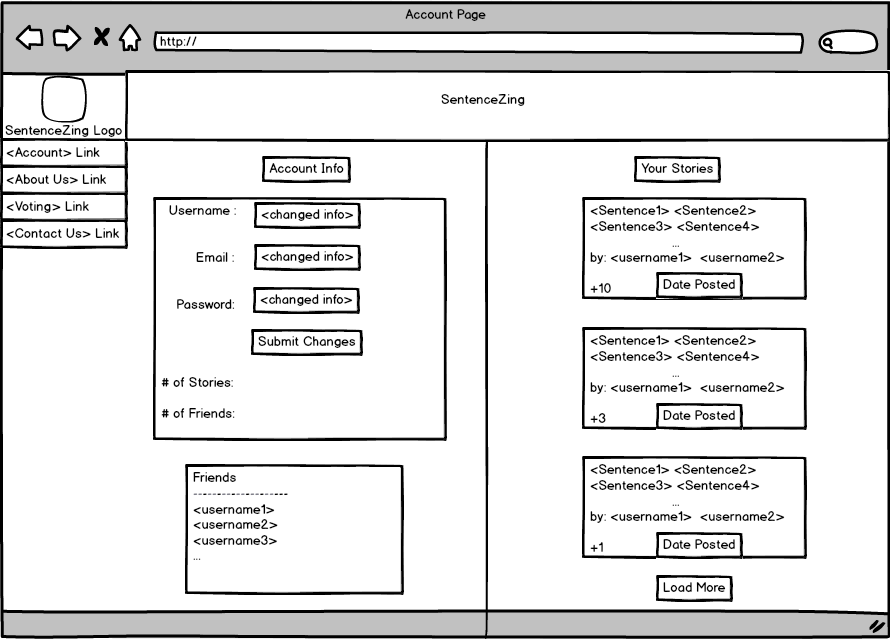 Account Page
http://
SentenceZing
SentenceZing Logo
<Account> Link
<About Us> Link
<Voting> Link
<Contact Us> Link
Account Info
Username : <changed info>
Email : <changed info>
Password: <changed info>
Submit Changes
# of Stories:
# of Friends:
Friends
--------------------
<username1>
<username2>
<username3>
...
Your Stories
<Sentence1> <Sentence2>
<Sentence3> <Sentence4>
...
by: <username1> <username2>
+10 Date Posted
<Sentence1> <Sentence2>
<Sentence3> <Sentence4>
...
by: <username1> <username2>
+3 Date Posted
<Sentence1> <Sentence2>
<Sentence3> <Sentence4>
...
by: <username1> <username2>
+1 Date Posted
Load More